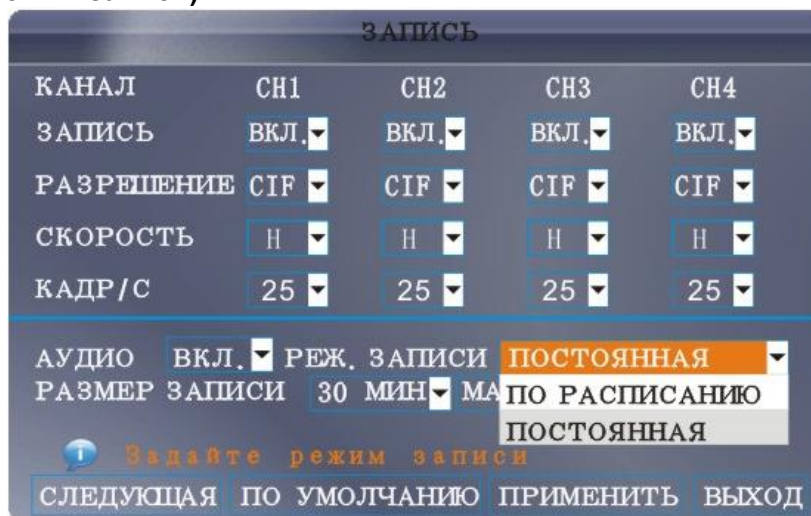 ЗАПИСЬ
КАНАЛ CH1 CH2 CH3 CH4
ЗАПИСЬ ВКЛ. ВКЛ. ВКЛ. ВКЛ.
РАЗРЕШЕНИЕ CIF CIF CIF CIF
СКОРОСТЬ Н Н Н Н
КАДР/С 25 25 25 25
АУДИО ВКЛ. РЕЖ. ЗАПИСИ ПОСТОЯННАЯ
РАЗМЕР ЗАПИСИ 30 МИН ПО РАСПИСАНИЮ
ПОСТОЯННАЯ
Задайте режим записи
СЛЕДУЮЩАЯ ПО УМОЛЧАНИЮ ПРИМЕНИТЬ ВЫХОД